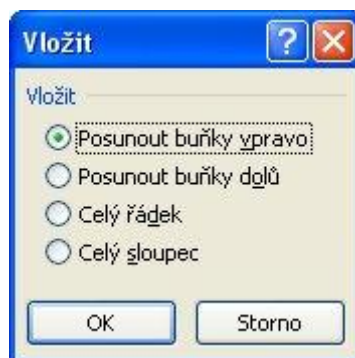 Vložit
Vložit
Posunout buňky vpravo
Posunout buňky dolů
Celý řádek
Celý sloupec
OK Storno